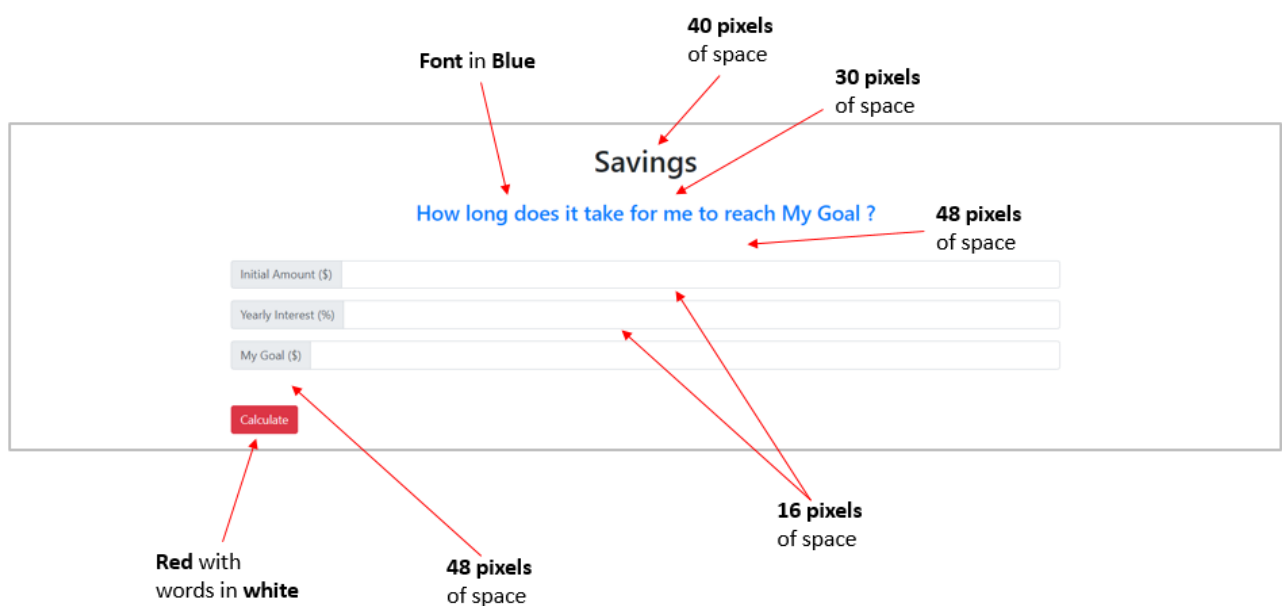 40 pixels
of space
Font in Blue
30 pixels
of space
Savings
How long does it take for me to reach My Goal ?
48 pixels
of space
Initial Amount ($)
Yearly Interest (%)
My Goal ($)
Calculate
16 pixels
of space
Red with
words in white
48 pixels
of space